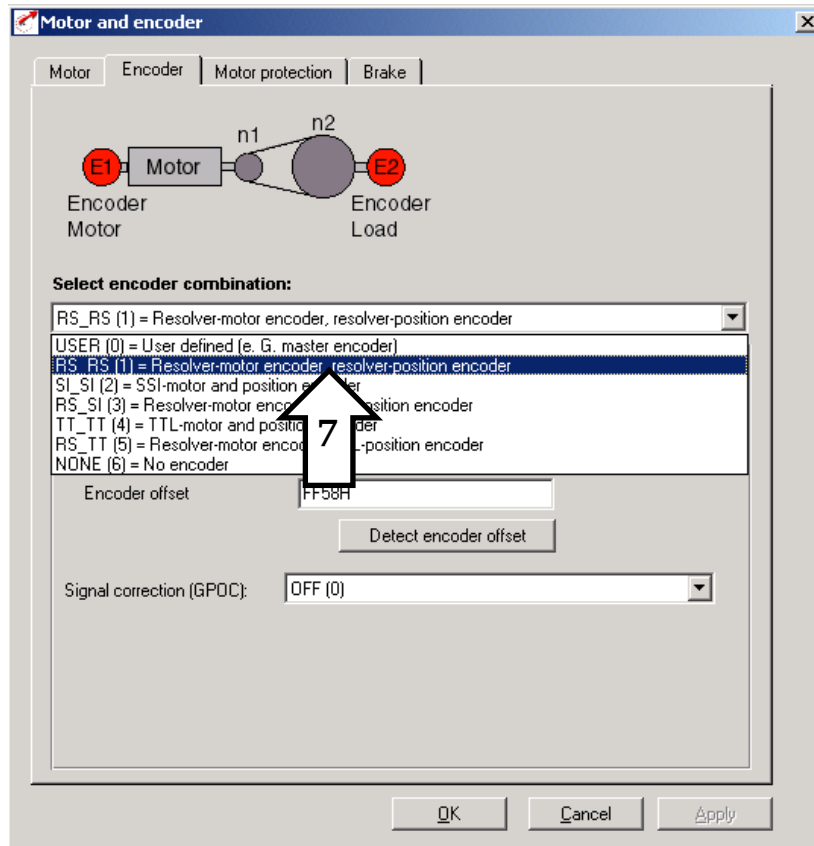 Motor and encoder
Motor Encoder Motor protection Brake
n1 n2
E1 Motor E2
Encoder Encoder
Motor Load
Select encoder combination:
RS_RS (1) = Resolver-motor encoder, resolver-position encoder
USER (0) = User defined (e. G. master encoder)
RS_RS (1) = Resolver-motor encoder, resolver-position encoder
SI_SI (2) = SSI-motor and position encoder
RS_SI (3) = Resolver-motor enco sition encoder
TT_TT (4) = TTL-motor and positi der
RS_TT (5) = Resolver-motor encod -position encoder
NONE (6) = No encoder
7
Encoder offset FF58H
Detect encoder offset
Signal correction (GPOC): OFF (0)
OK Cancel Apply